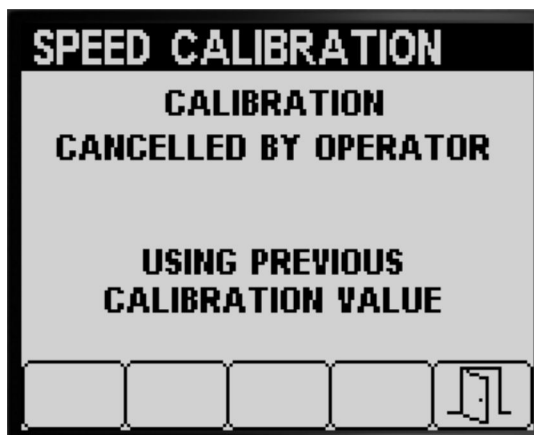 SPEED CALIBRATION
CALIBRATION
CANCELLED BY OPERATOR
USING PREVIOUS
CALIBRATION VALUE